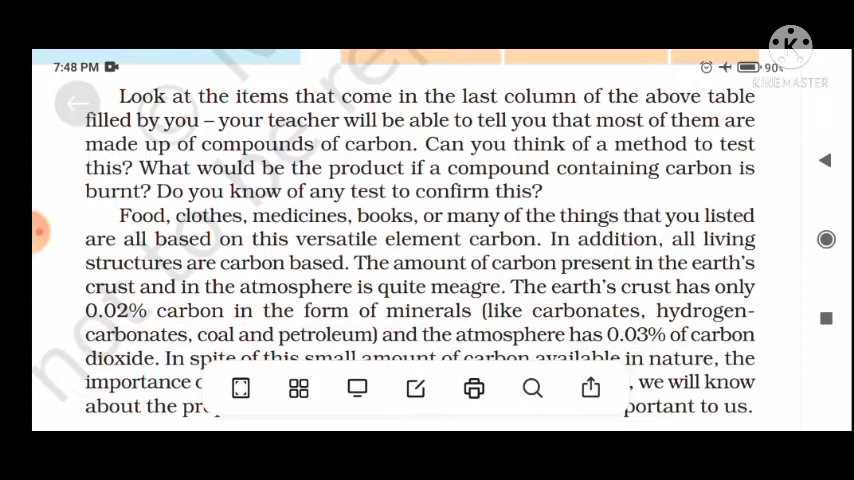 7:48 PM
90%
KINEMASTER
Look at the items that come in the last column of the above table
filled by you – your teacher will be able to tell you that most of them are
made up of compounds of carbon. Can you think of a method to test
this? What would be the product if a compound containing carbon is
burnt? Do you know of any test to confirm this?
Food, clothes, medicines, books, or many of the things that you listed
are all based on this versatile element carbon. In addition, all living
structures are carbon based. The amount of carbon present in the earth's
crust and in the atmosphere is quite meagre. The earth's crust has only
0.02% carbon in the form of minerals (like carbonates, hydrogen-
carbonates, coal and petroleum) and the atmosphere has 0.03% of carbon
dioxide. In spite of this small amount of carbon available in nature, the
importance , we will know
about the to us.
not to be